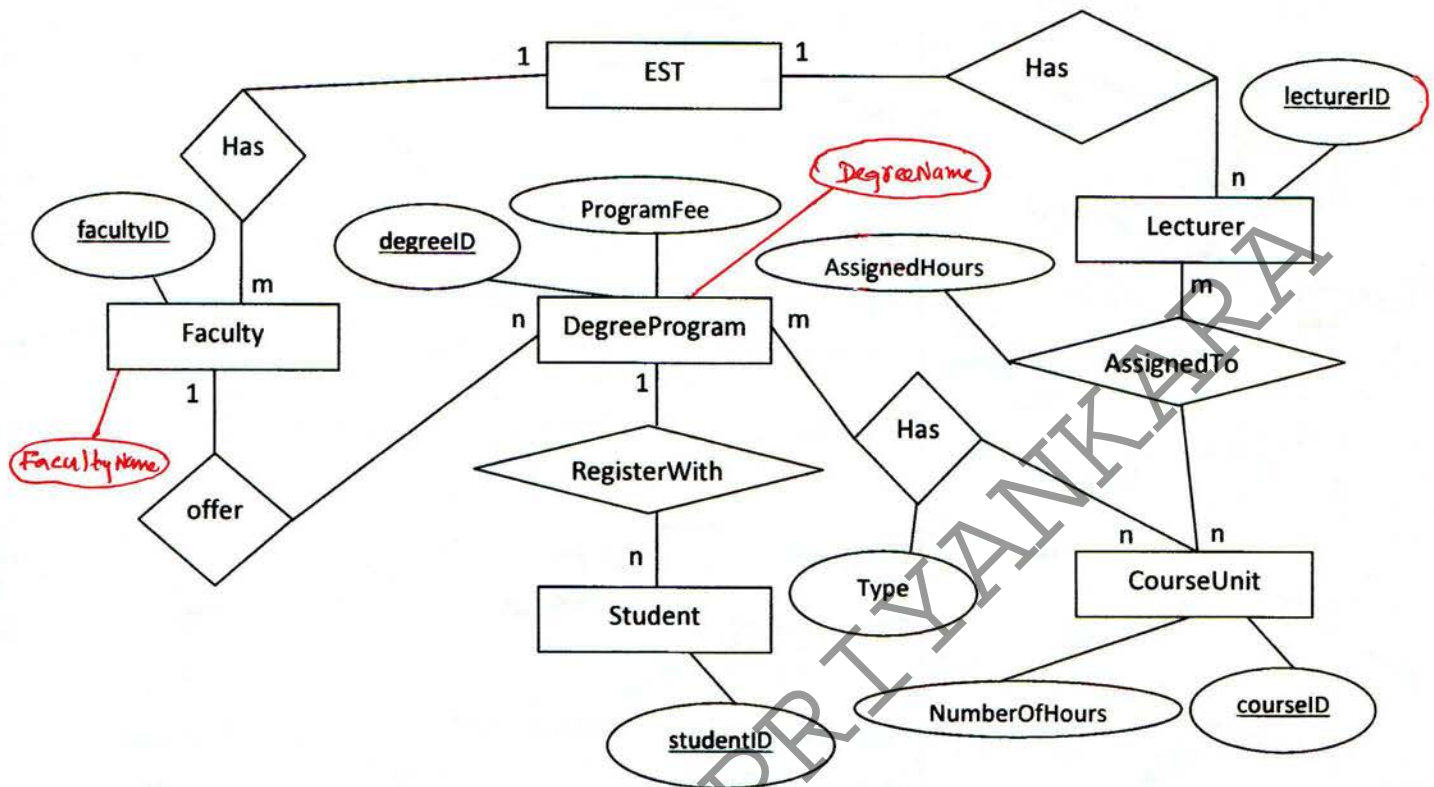 1
EST
1
Has
lecturerID
Has
DegreeName
n
ProgramFee
facultyID
degreeID
Lecturer
AssignedHours
m
m
Faculty
n
DegreeProgram
m
AssignedTo
1
1
Has
FacultyName
RegisterWith
offer
n
n
n
Type
CourseUnit
Student
NumberOfHours
courseID
studentID
PRIYANKARA